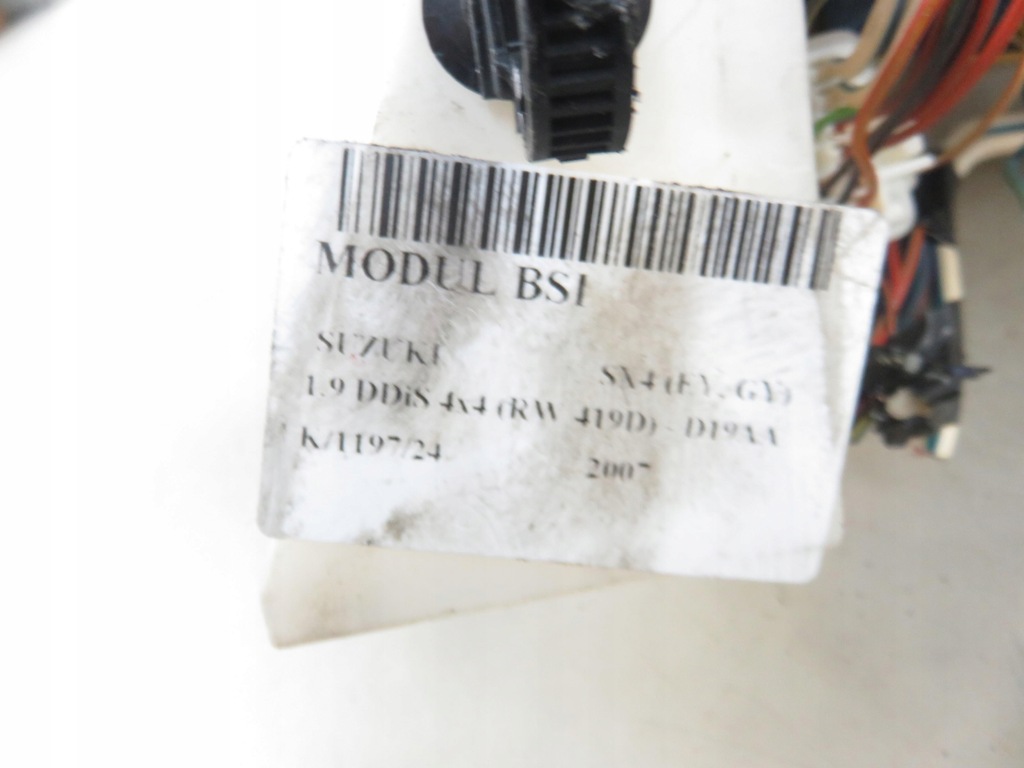 MODUL BSI
SUZUKI SX4 (EY, GY)
1.9 DDiS 4x4 (RW 419D) - D19AA
K/1197/24 2007